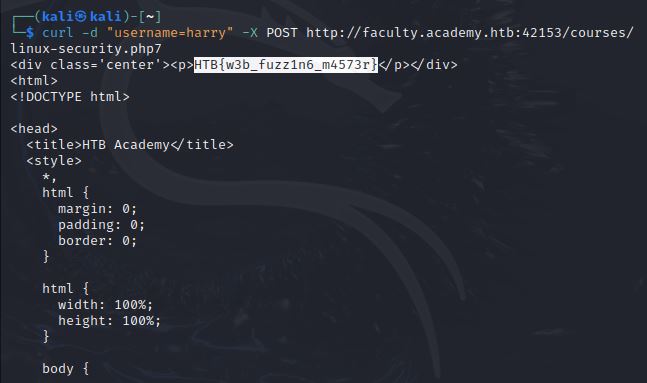 ┌──(kali㉿kali)-[~]
└─$ curl -d "username=harry" -X POST http://faculty.academy.htb:42153/courses/
linux-security.php7
<div class='center'><p>HTB{w3b_fuzz1n6_m4573r}</p></div>
<html>
<!DOCTYPE html>
<head>
<title>HTB Academy</title>
<style>
*,
html {
margin: 0;
padding: 0;
border: 0;
}
html {
width: 100%;
height: 100%;
}
body {